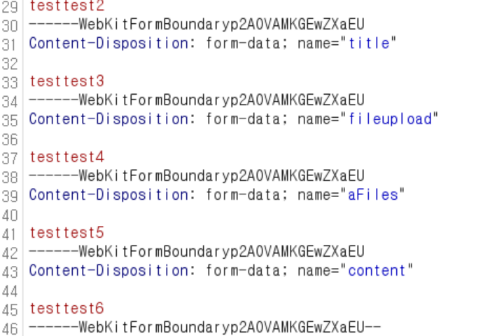 29 testtest2
30 ------WebKitFormBoundaryp2A0VAMKGEwZXaEU
31 Content-Disposition: form-data; name="title"
32
33 testtest3
34 ------WebKitFormBoundaryp2A0VAMKGEwZXaEU
35 Content-Disposition: form-data; name="fileupload"
36
37 testtest4
38 ------WebKitFormBoundaryp2A0VAMKGEwZXaEU
39 Content-Disposition: form-data; name="aFiles"
40
41 testtest5
42 ------WebKitFormBoundaryp2A0VAMKGEwZXaEU
43 Content-Disposition: form-data; name="content"
44
45 testtest6
46 ------WebKitFormBoundaryp2A0VAMKGEwZXaEU--